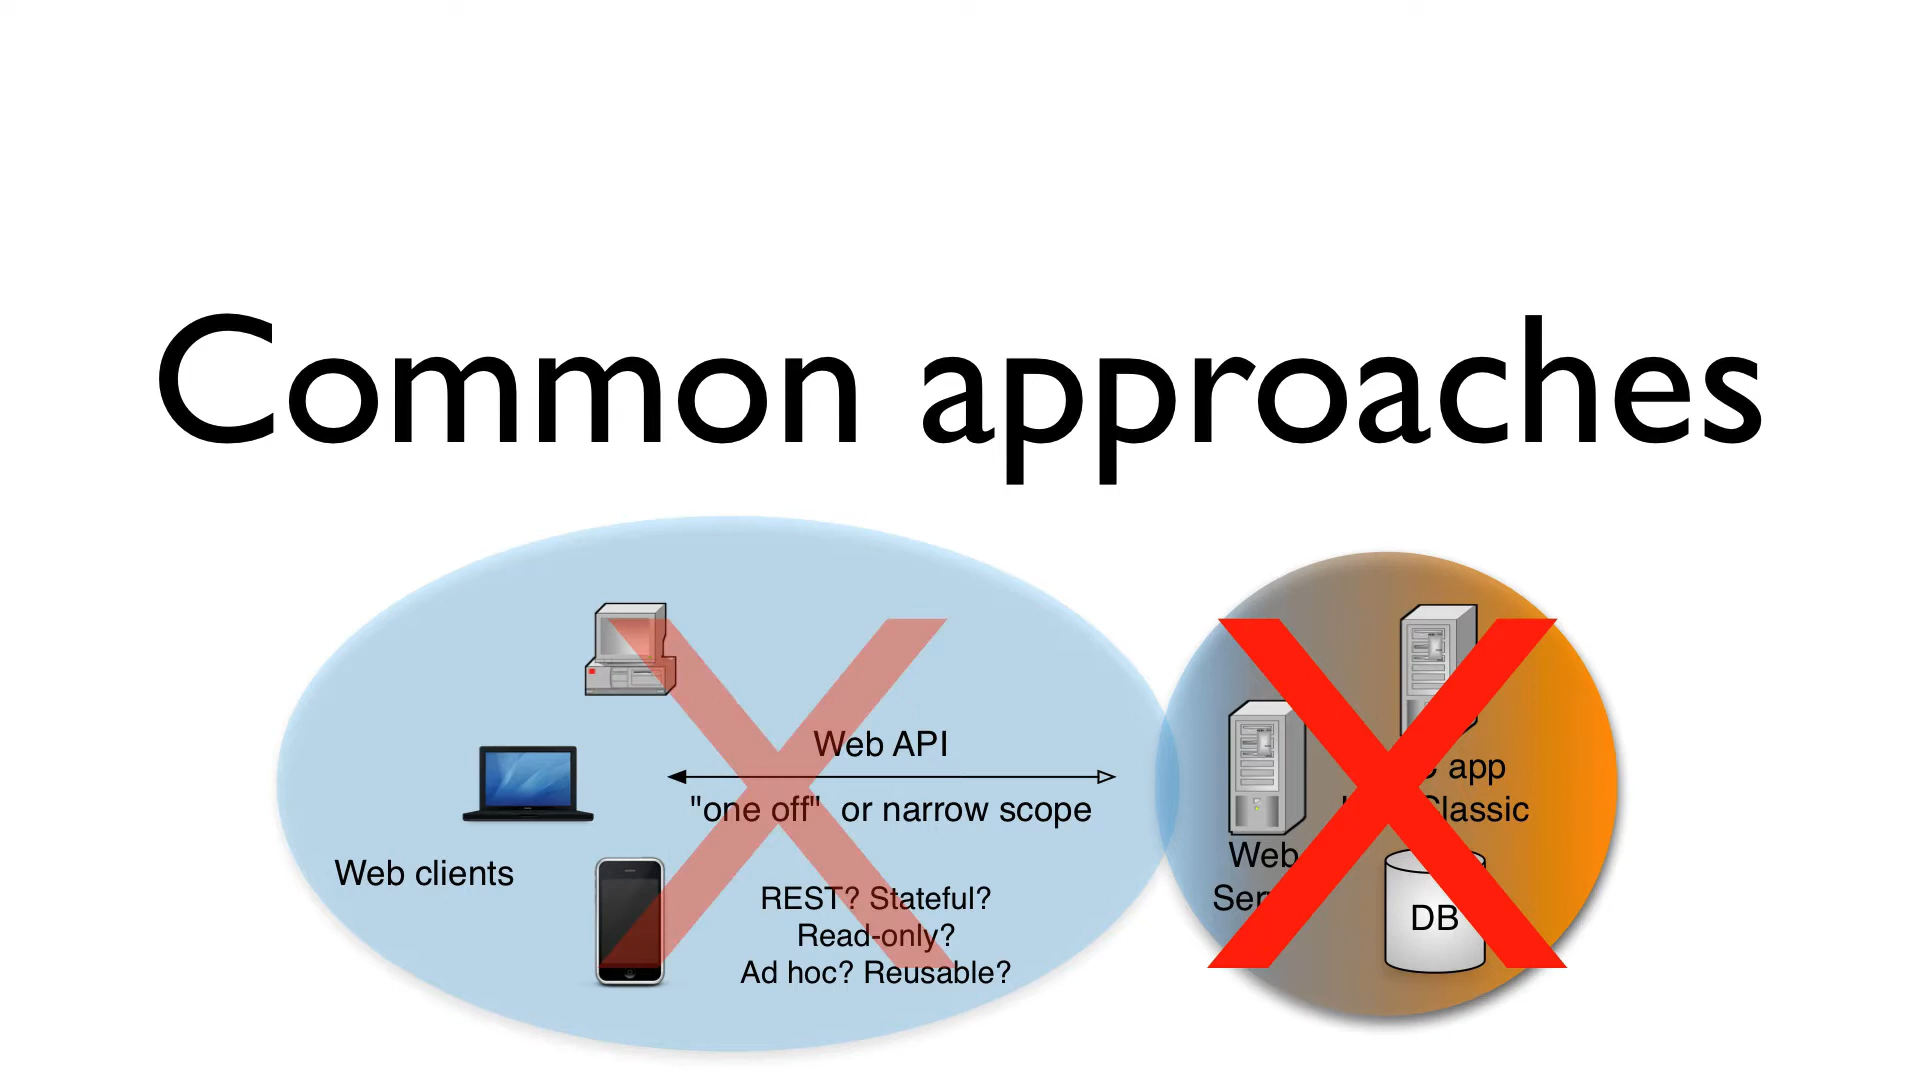 Common approaches
Web API
"one off" or narrow scope
Web clients
REST? Stateful?
Read-only?
Ad hoc? Reusable?
app
Classic
Web
DB